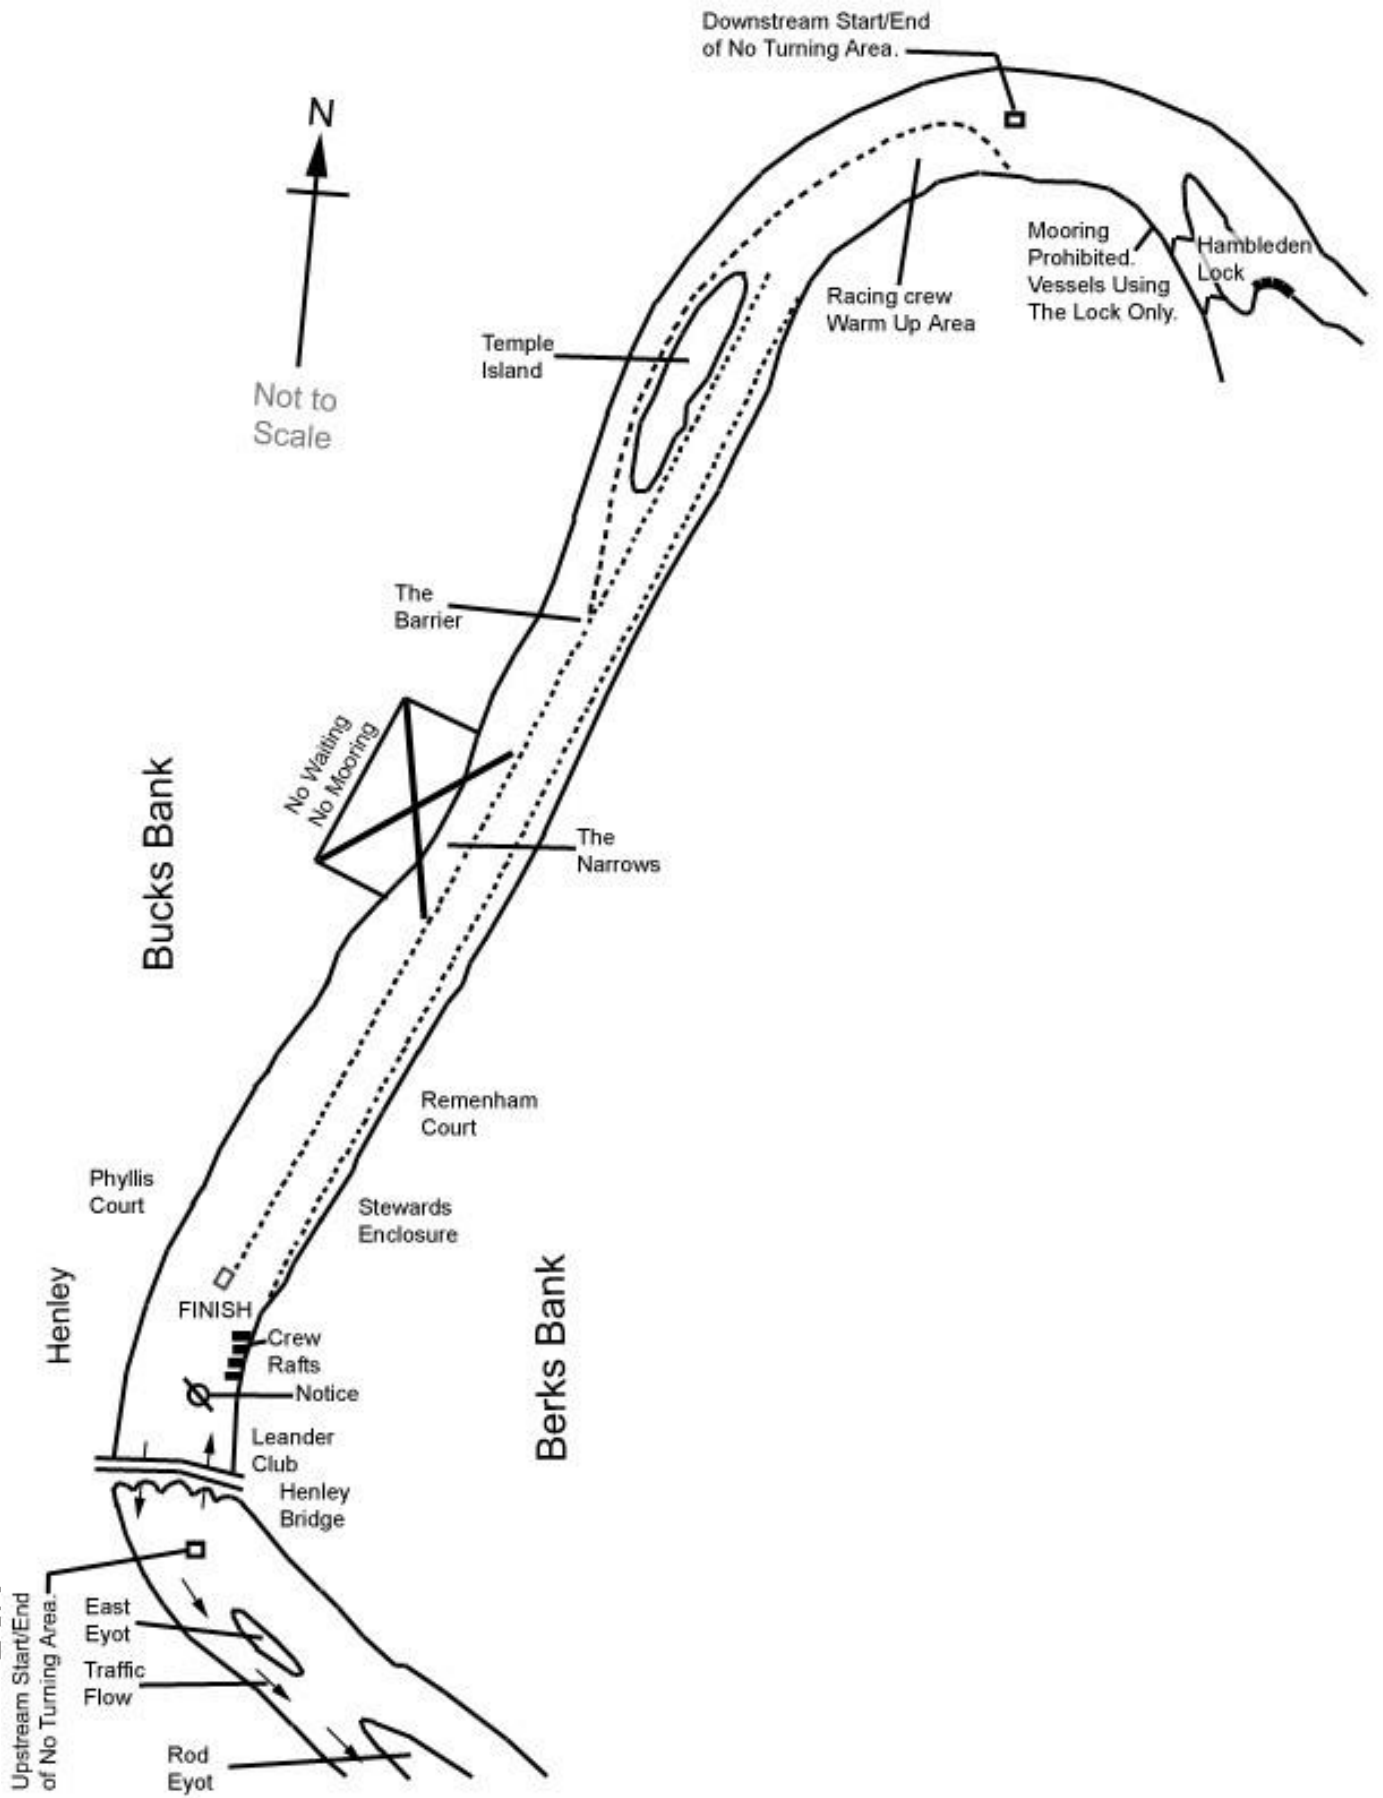 Downstream Start/End
of No Turning Area.
N
Not to
Scale
Mooring
Prohibited.
Vessels Using
The Lock Only.
Hambleden
Lock
Racing crew
Warm Up Area
Temple
Island
The
Barrier
No Waiting
No Mooring
Bucks Bank
The
Narrows
Remenham
Court
Phyllis
Court
Stewards
Enclosure
Henley
FINISH
Crew
Rafts
Notice
Berks Bank
Leander
Club
Henley
Bridge
Upstream Start/End
of No Turning Area.
East
Eyot
Traffic
Flow
Rod
Eyot